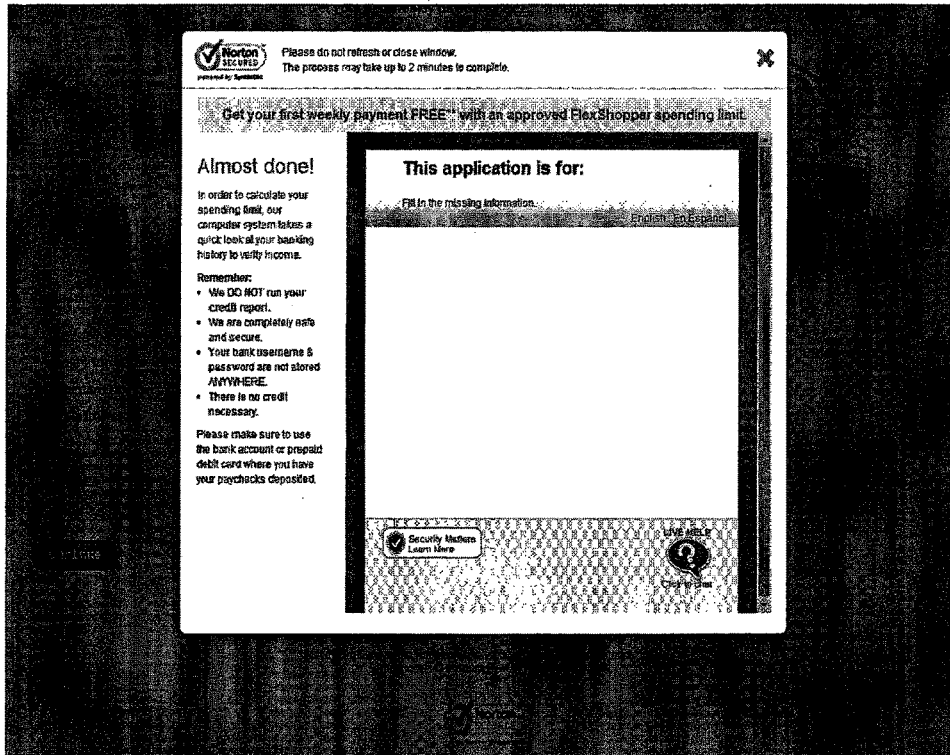 Norton
SECURED
powered by Symantec
Please do not refresh or close window.
The process may take up to 2 minutes to complete.
Get your first weekly payment FREE** with an approved FlexShopper spending limit.
Almost done!
In order to calculate your
spending limit, our
computer system takes a
quick look at your banking
history to verify income.
Remember:
• We DO NOT run your
credit report.
• We are completely safe
and secure.
• Your bank username &
password are not stored
ANYWHERE.
• There is no credit
necessary.
Please make sure to use
the bank account or prepaid
debit card where you have
your paychecks deposited.
This application is for:
Fill in the missing information.
English En Español
Security Matters
Learn More
LIVE HELP
Click to Chat
Norton